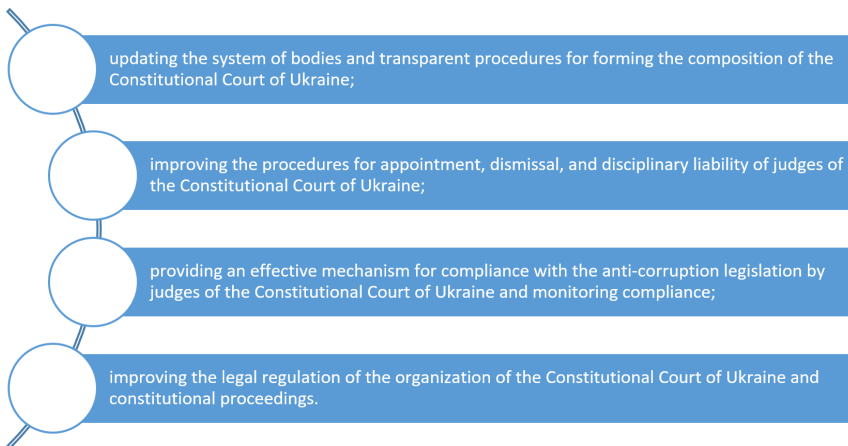 updating the system of bodies and transparent procedures for forming the composition of the
Constitutional Court of Ukraine;
improving the procedures for appointment, dismissal, and disciplinary liability of judges of
the Constitutional Court of Ukraine;
providing an effective mechanism for compliance with the anti-corruption legislation by
judges of the Constitutional Court of Ukraine and monitoring compliance;
improving the legal regulation of the organization of the Constitutional Court of Ukraine and
constitutional proceedings.